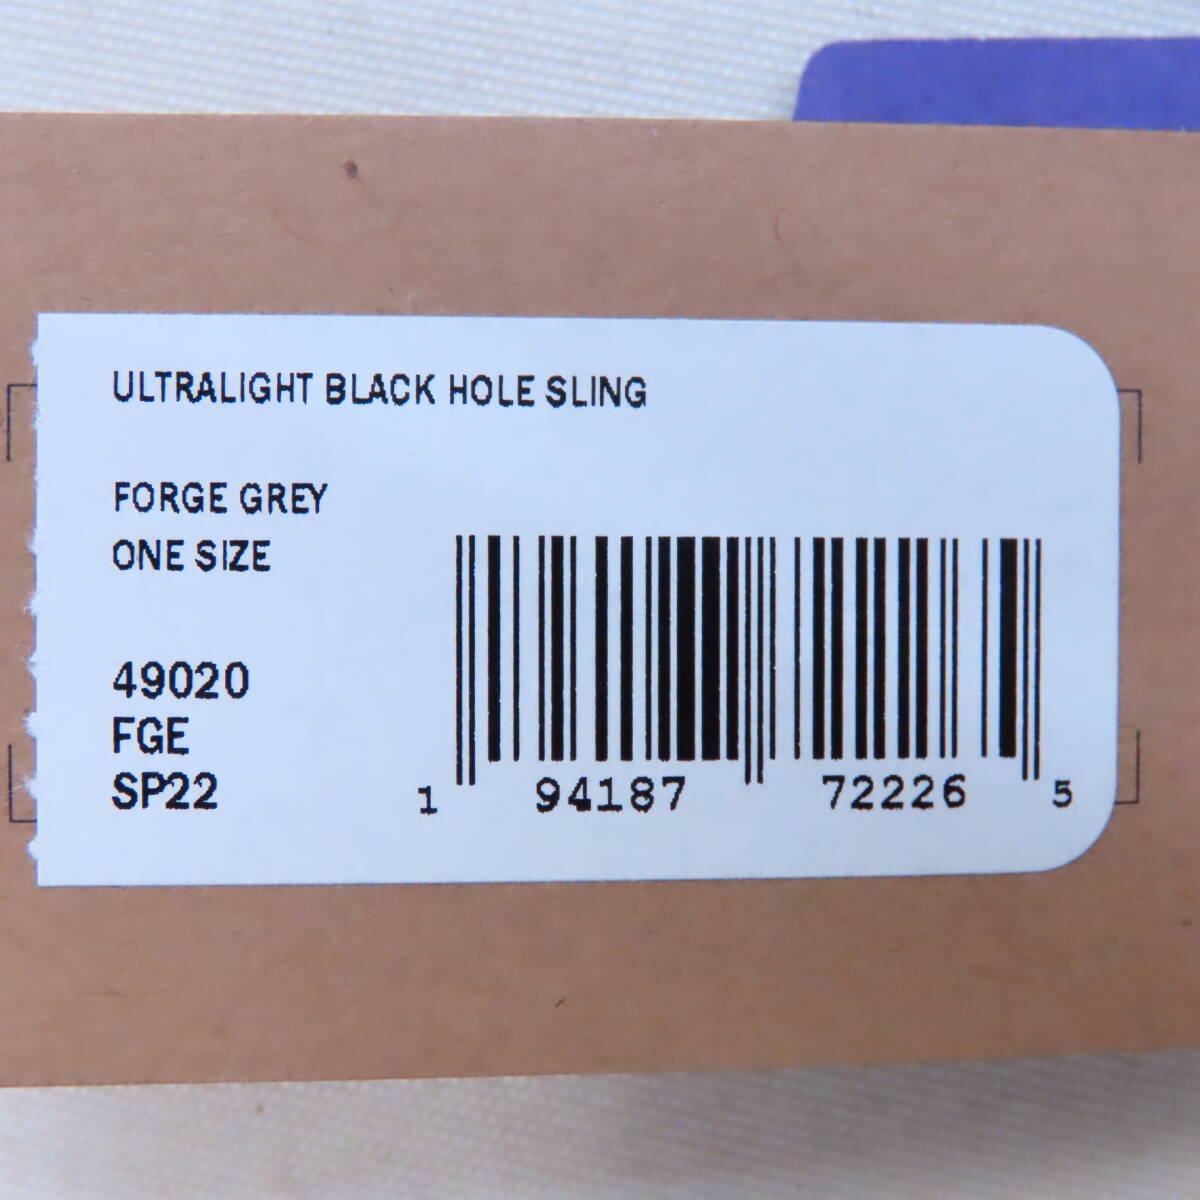 ULTRALIGHT BLACK HOLE SLING
FORGE GREY
ONE SIZE
49020
FGE
SP22
1 94187 72226 5